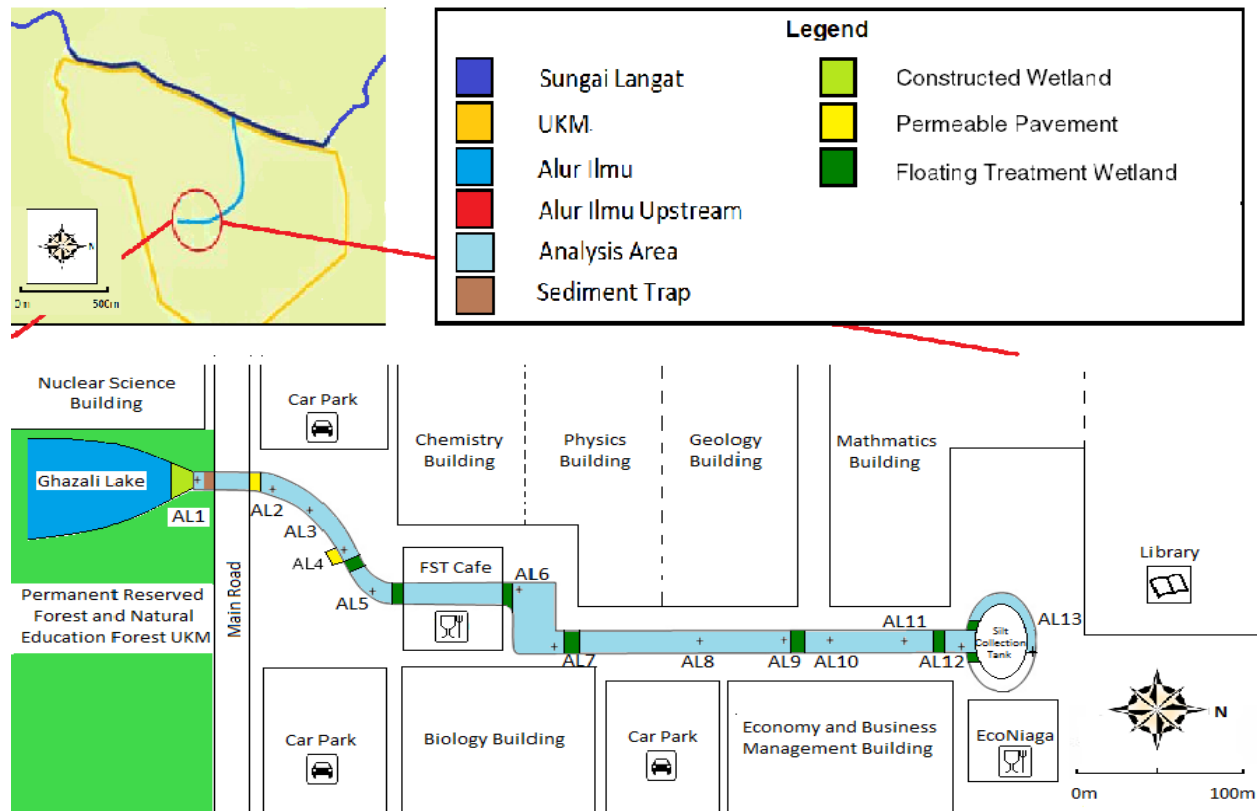 Legend
Sungai Langat
UKM.
Alur Ilmu
Alur Ilmu Upstream
Analysis Area
Sediment Trap
Constructed Wetland
Permeable Pavement
Floating Treatment Wetland
N
0m 500m
Nuclear Science
Building
Car Park
Chemistry
Building
Physics
Building
Geology
Building
Mathmatics
Building
Ghazali Lake
AL1
AL2
AL3
AL4
AL5
FST Cafe
AL6
Library
Permanent Reserved
Forest and Natural
Education Forest UKM
Main Road
AL7
AL8
AL9
AL10
AL11
AL12
AL13
Silt
Collection
Tank
Car Park
Biology Building
Car Park
Economy and Business
Management Building
EcoNiaga
N
0m 100m